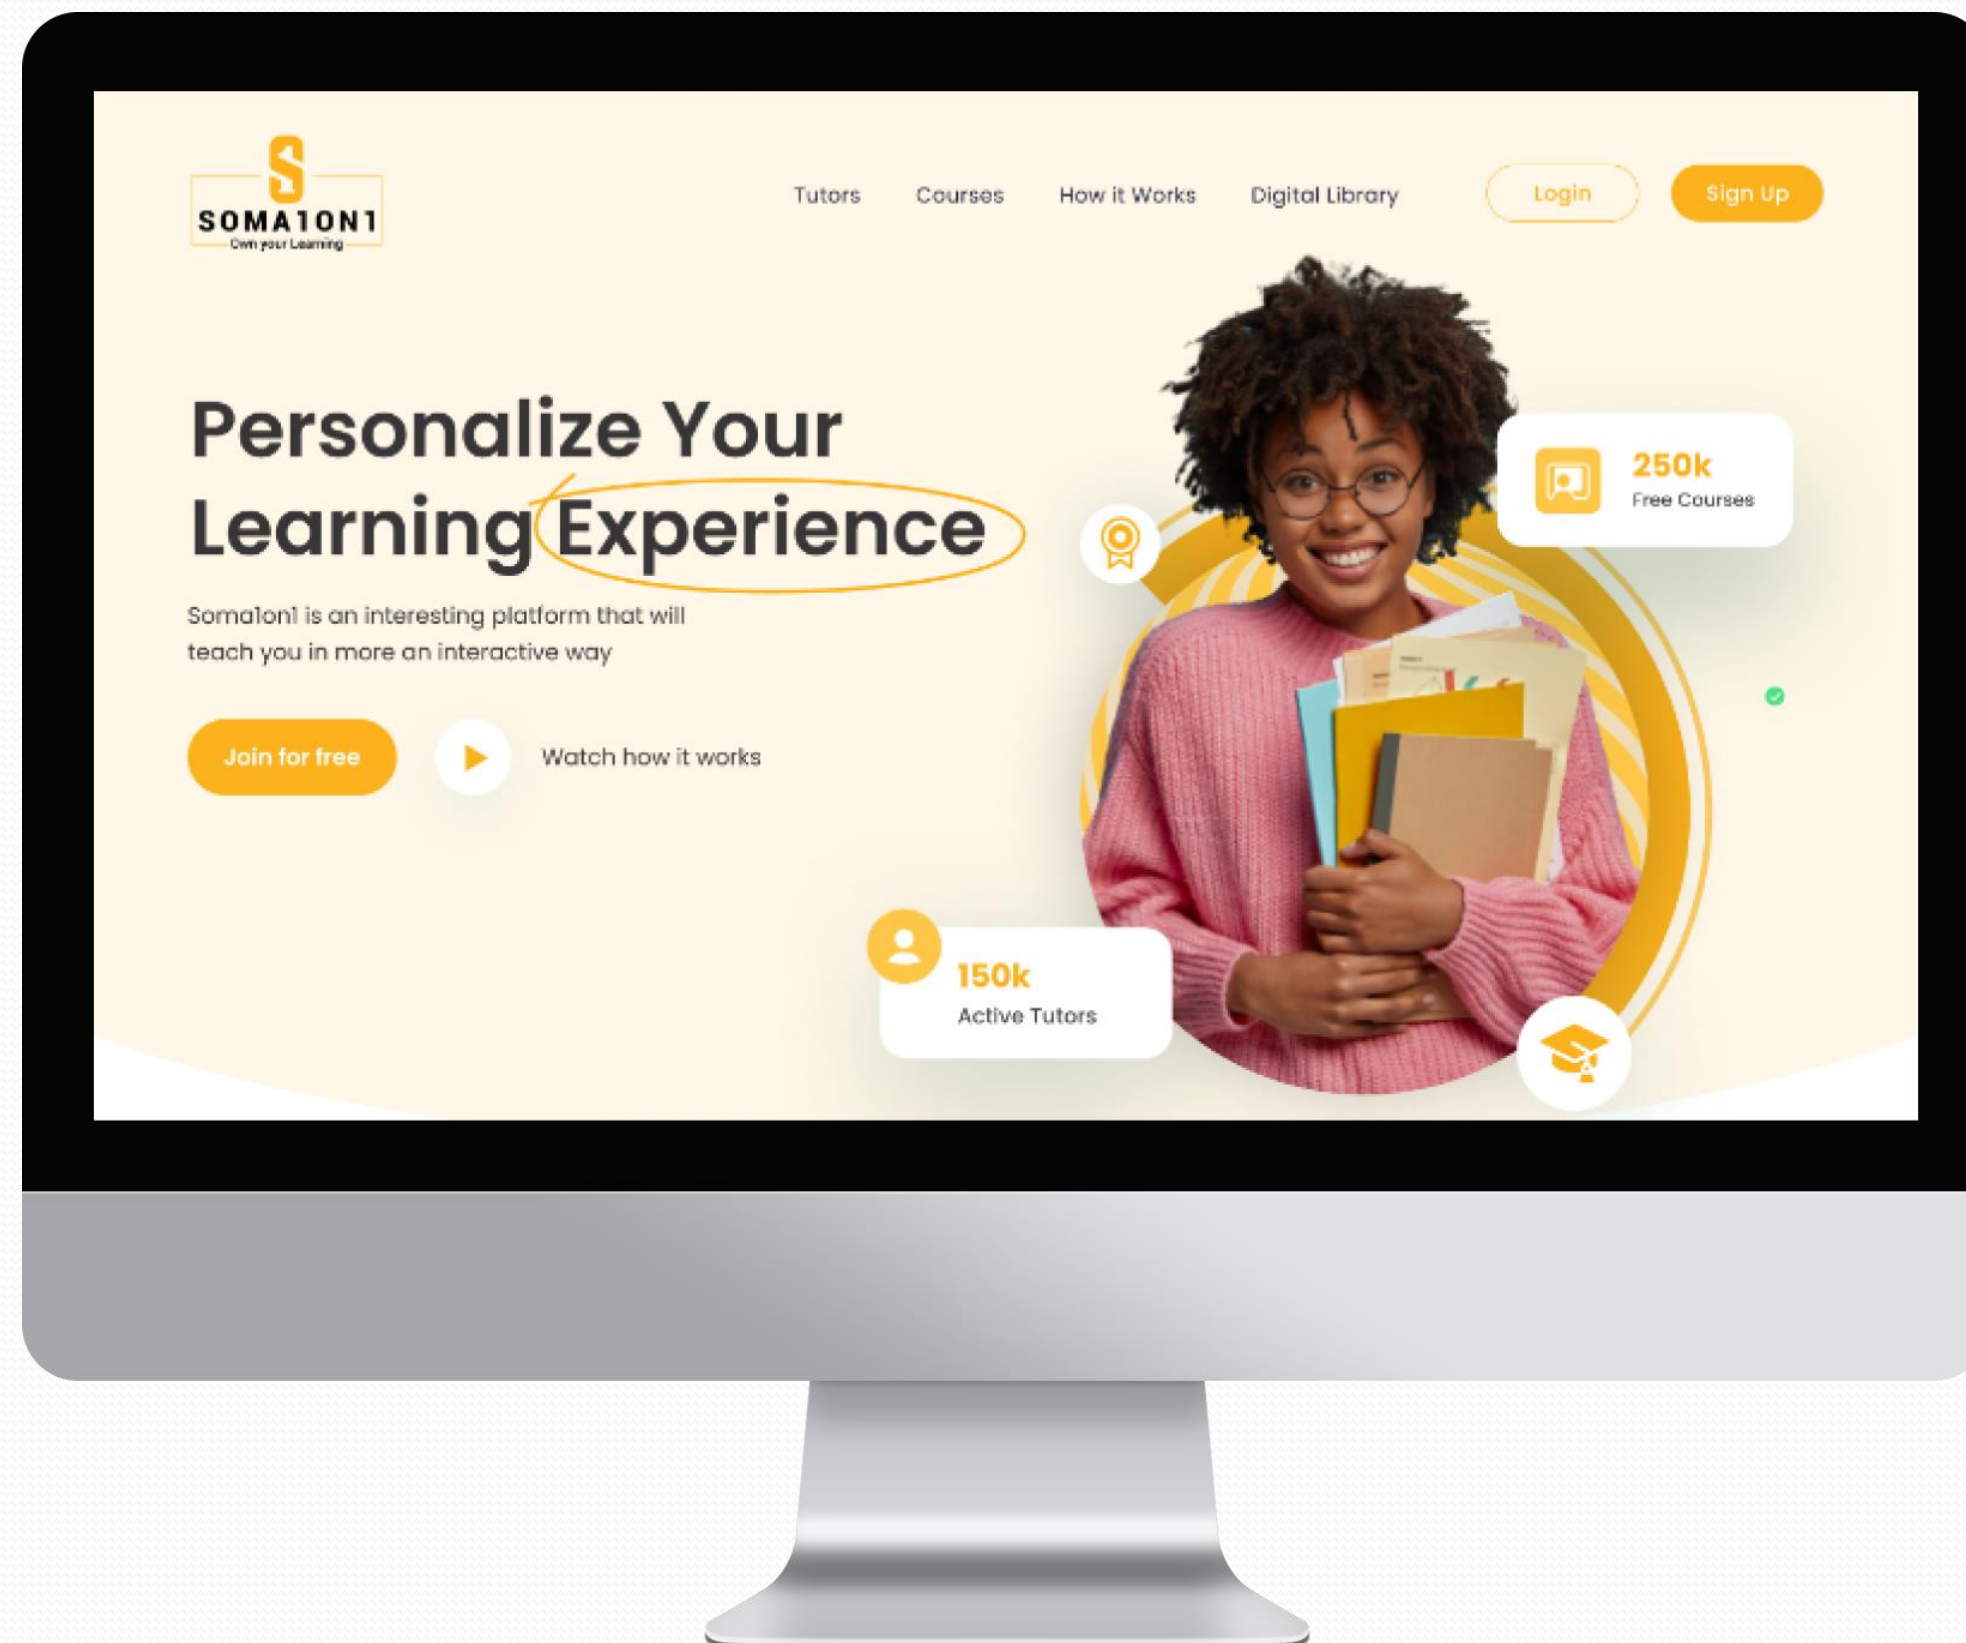 SOMA1ON1
Own your Learning
Tutors
Courses
How it Works
Digital Library
Login
Sign Up
Personalize Your
Learning Experience
Soma1on1 is an interesting platform that will
teach you in more an interactive way
Join for free
Watch how it works
250k
Free Courses
150k
Active Tutors